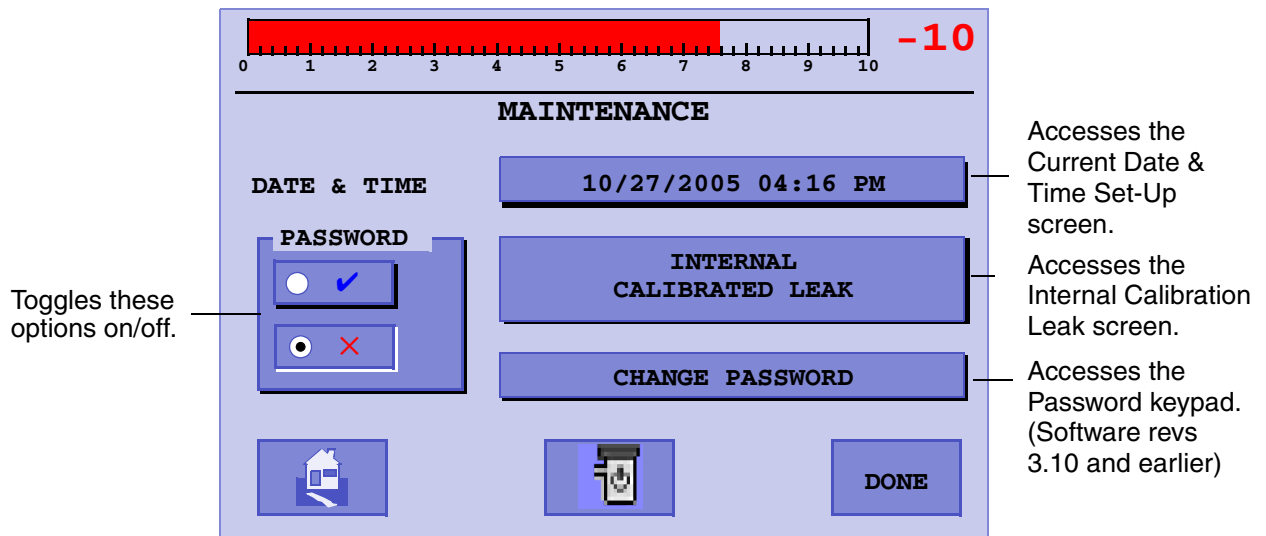 -10
0 1 2 3 4 5 6 7 8 9 10
MAINTENANCE
DATE & TIME
10/27/2005 04:16 PM
Accesses the
Current Date &
Time Set-Up
screen.
PASSWORD
✔
✕
Toggles these
options on/off.
INTERNAL
CALIBRATED LEAK
Accesses the
Internal Calibration
Leak screen.
CHANGE PASSWORD
Accesses the
Password keypad.
(Software revs
3.10 and earlier)
DONE